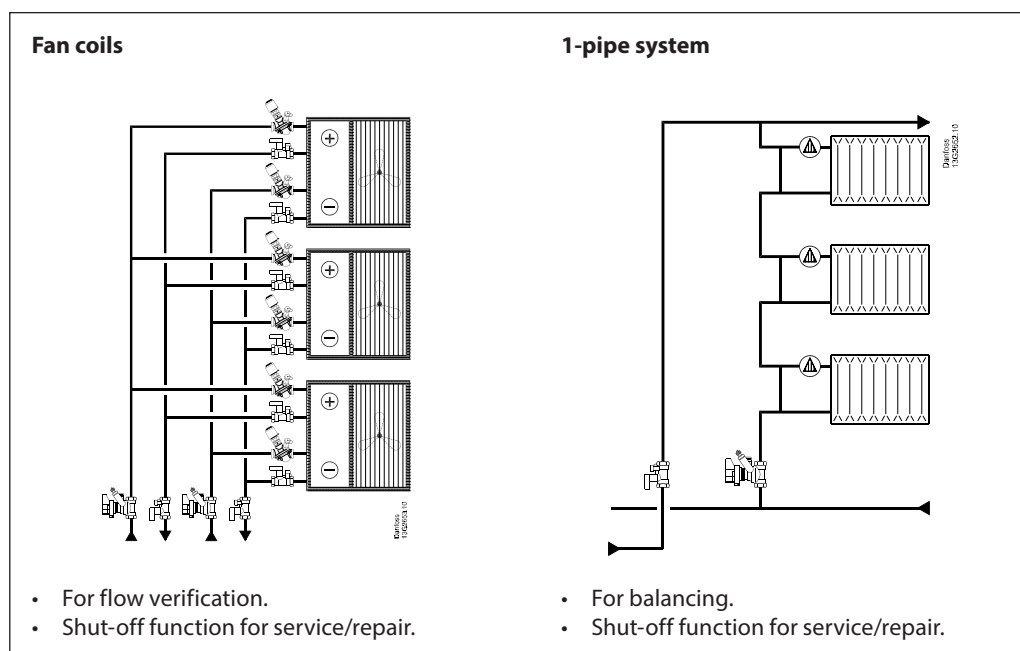 Fan coils
1-pipe system
+
−
+
−
+
−
Danfoss
13G2653.10
Danfoss
13G2652.10
• For flow verification.
• Shut-off function for service/repair.
• For balancing.
• Shut-off function for service/repair.